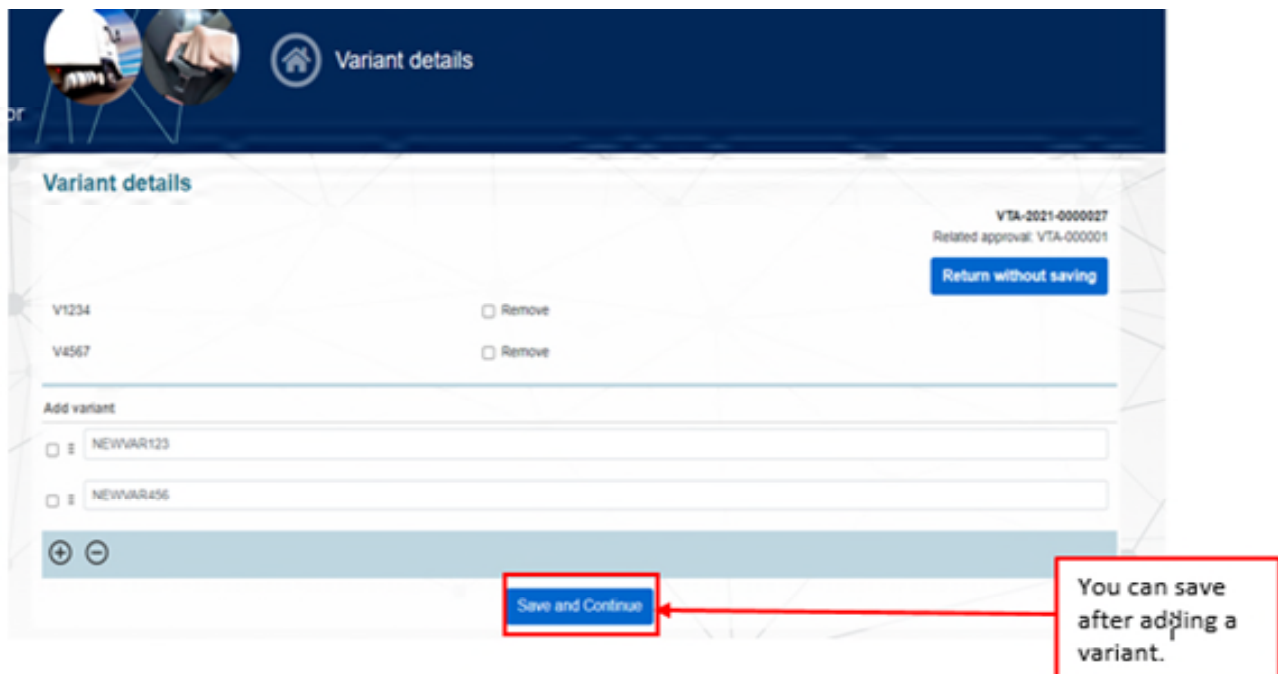 Variant details
or
Variant details
VTA-2021-0000027
Related approval: VTA-000001
Return without saving
V1234 Remove
V4567 Remove
Add variant
NEWVAR123
NEWVAR456
Save and Continue
You can save
after adding a
variant.